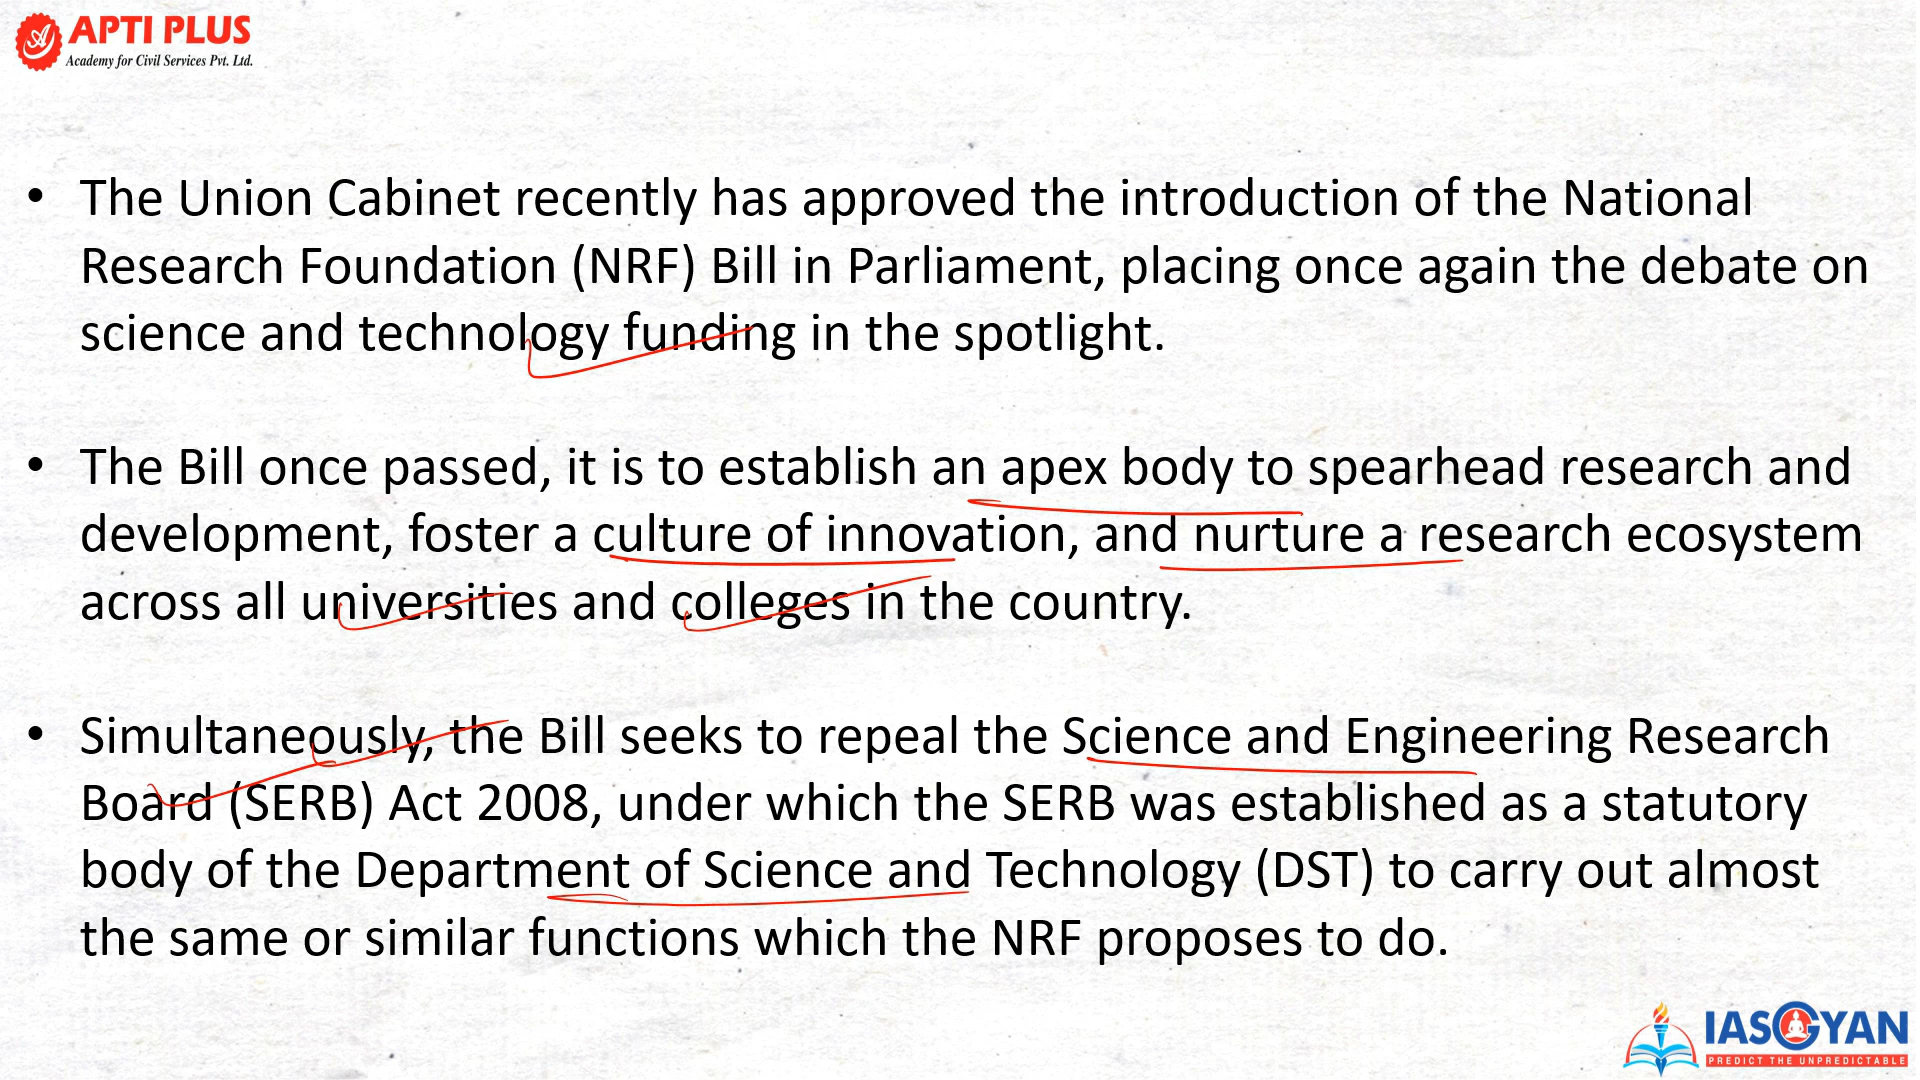 APTI PLUS
Academy for Civil Services Pvt. Ltd.
• The Union Cabinet recently has approved the introduction of the National
Research Foundation (NRF) Bill in Parliament, placing once again the debate on
science and technology funding in the spotlight.
• The Bill once passed, it is to establish an apex body to spearhead research and
development, foster a culture of innovation, and nurture a research ecosystem
across all universities and colleges in the country.
• Simultaneously, the Bill seeks to repeal the Science and Engineering Research
Board (SERB) Act 2008, under which the SERB was established as a statutory
body of the Department of Science and Technology (DST) to carry out almost
the same or similar functions which the NRF proposes to do.
IASGYAN
PREDICT THE UNPREDICTABLE